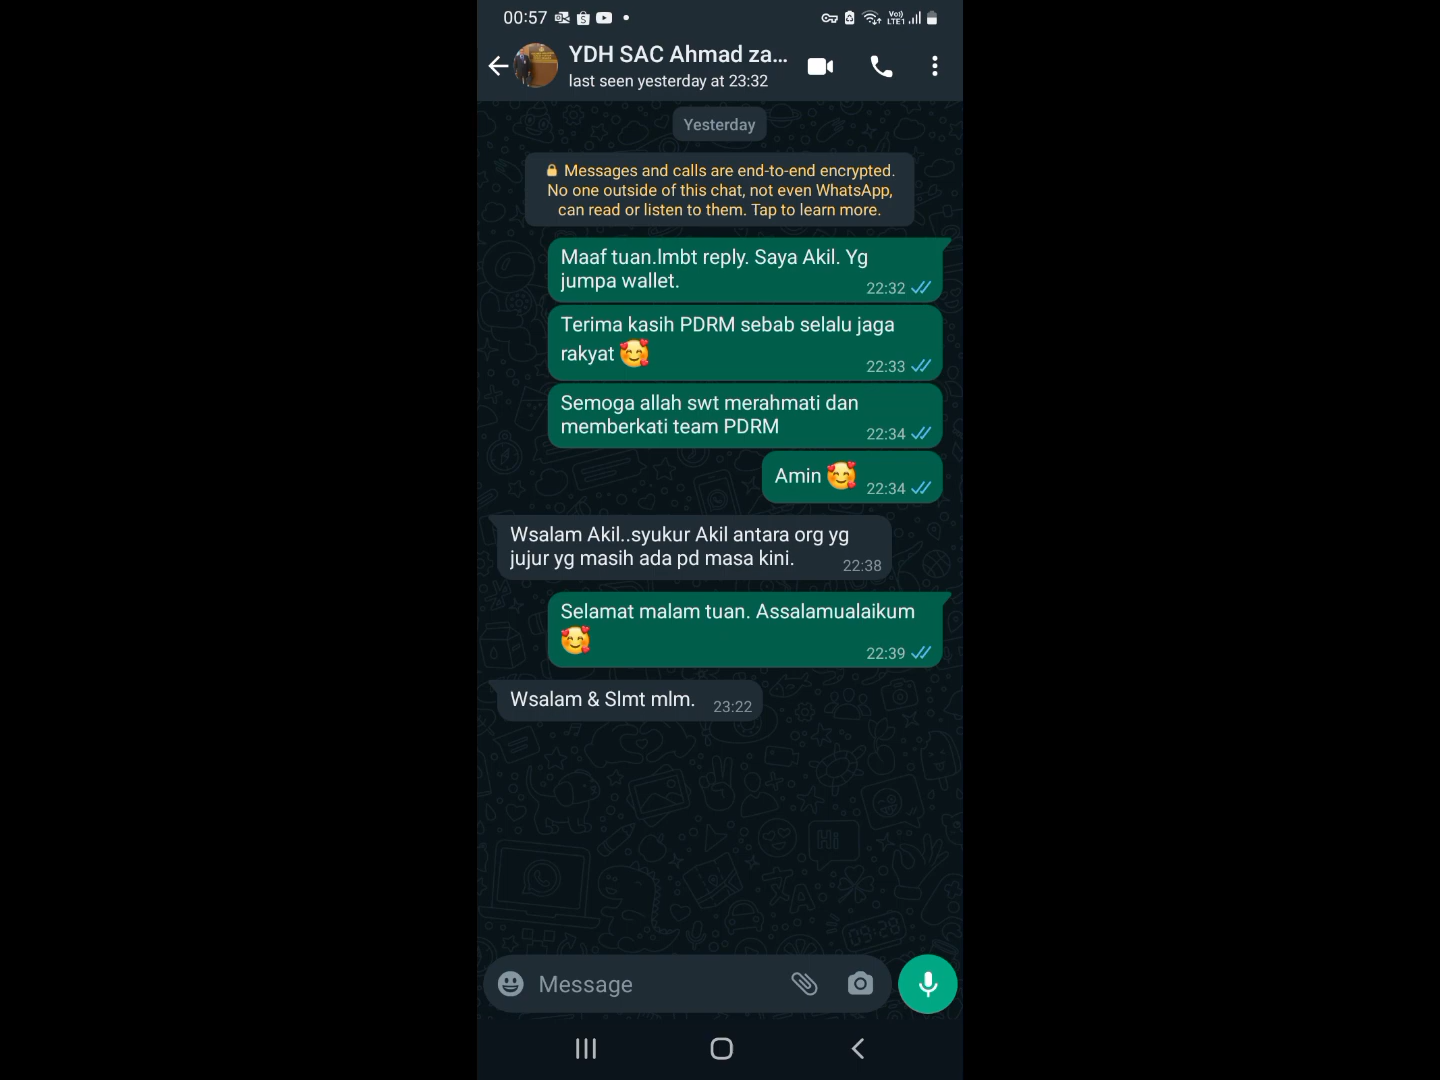 00:57
YDH SAC Ahmad za...
last seen yesterday at 23:32
Yesterday
Messages and calls are end-to-end encrypted.
No one outside of this chat, not even WhatsApp,
can read or listen to them. Tap to learn more.
Maaf tuan.lmbt reply. Saya Akil. Yg
jumpa wallet.
22:32
Terima kasih PDRM sebab selalu jaga
rakyat 🥰
22:33
Semoga allah swt merahmati dan
memberkati team PDRM
22:34
Amin 🥰 22:34
Wsalam Akil..syukur Akil antara org yg
jujur yg masih ada pd masa kini.
22:38
Selamat malam tuan. Assalamualaikum
🥰
22:39
Wsalam & Slmt mlm. 23:22
Message